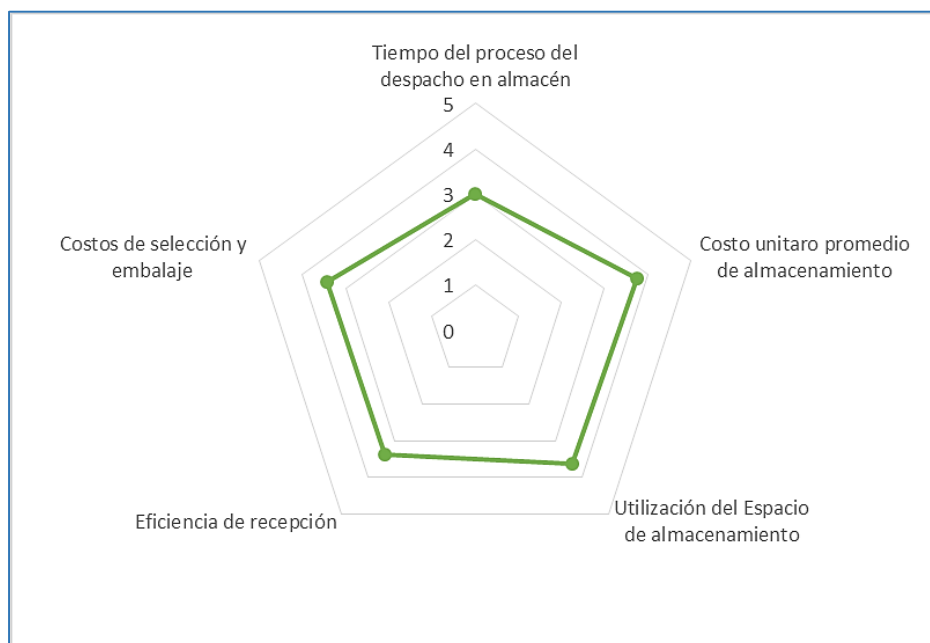 Tiempo del proceso del
despacho en almacén
5
4
3
2
1
0
Costo unitaro promedio
de almacenamiento
Utilización del Espacio
de almacenamiento
Eficiencia de recepción
Costos de selección y
embalaje